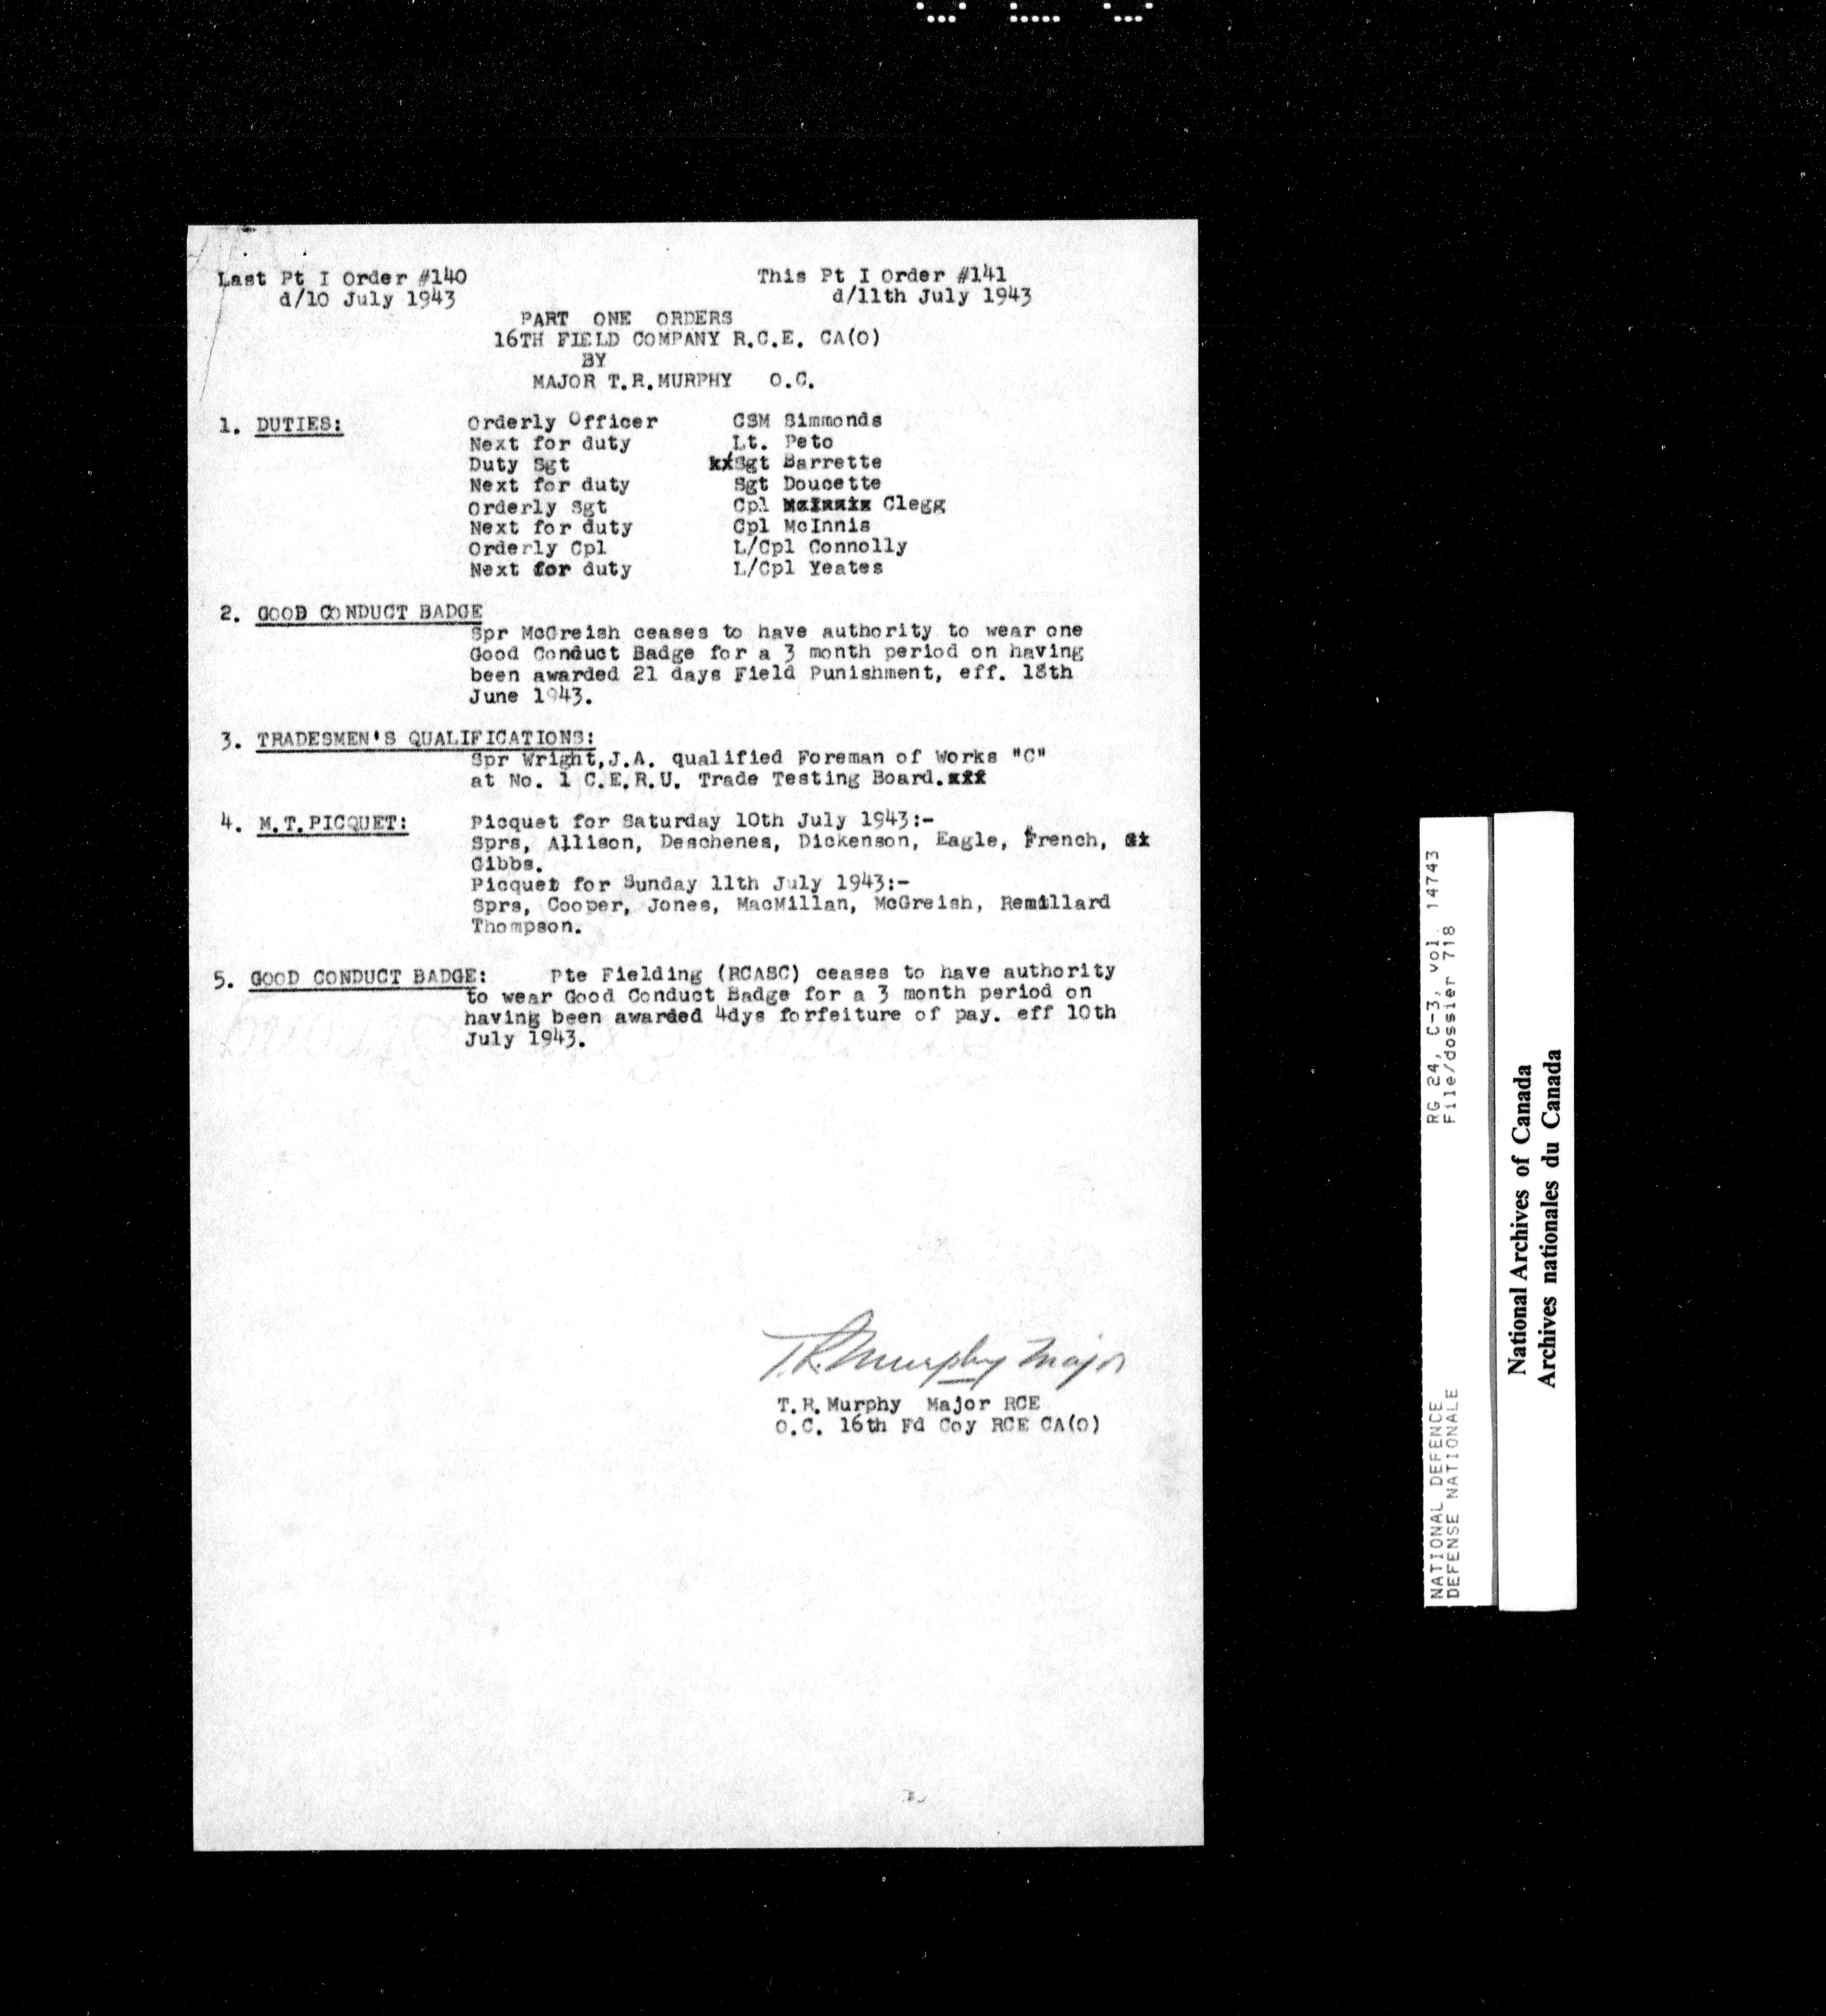 Last Pt I Order #140 This Pt I Order #141
d/10 July 1943 d/11th July 1943
PART ONE ORDERS
16TH FIELD COMPANY R.C.E. CA(O)
BY
MAJOR T.R.MURPHY O.C.
1. DUTIES: Orderly Officer CSM Simmonds
Next for duty Lt. Peto
Duty Sgt Sgt Barrette
Next for duty Sgt Doucette
Orderly Sgt Cpl Clegg
Next for duty Cpl McInnis
Orderly Cpl L/Cpl Connolly
Next for duty L/Cpl Yeates
2. GOOD CONDUCT BADGE
Spr McGreish ceases to have authority to wear one
Good Conduct Badge for a 3 month period on having
been awarded 21 days Field Punishment, eff. 18th
June 1943.
3. TRADESMEN'S QUALIFICATIONS:
Spr Wright,J.A. qualified Foreman of Works "C"
at No. 1 C.E.R.U. Trade Testing Board.
4. M.T.PICQUET: Picquet for Saturday 10th July 1943:-
Sprs, Allison, Deschenes, Dickenson, Eagle, French,
Gibbs.
Picquet for Sunday 11th July 1943:-
Sprs, Cooper, Jones, MacMillan, McGreish, Remillard
Thompson.
5. GOOD CONDUCT BADGE: Pte Fielding (RCASC) ceases to have authority
to wear Good Conduct Badge for a 3 month period on
having been awarded 4dys forfeiture of pay. eff 10th
July 1943.
T.R. Murphy Major
T.R.Murphy Major RCE
O.C. 16th Fd Coy RCE CA(O)
NATIONAL DEFENCE RG 24, C-3, vol. 14743
DEFENSE NATIONALE File/dossier 718
National Archives of Canada
Archives nationales du Canada